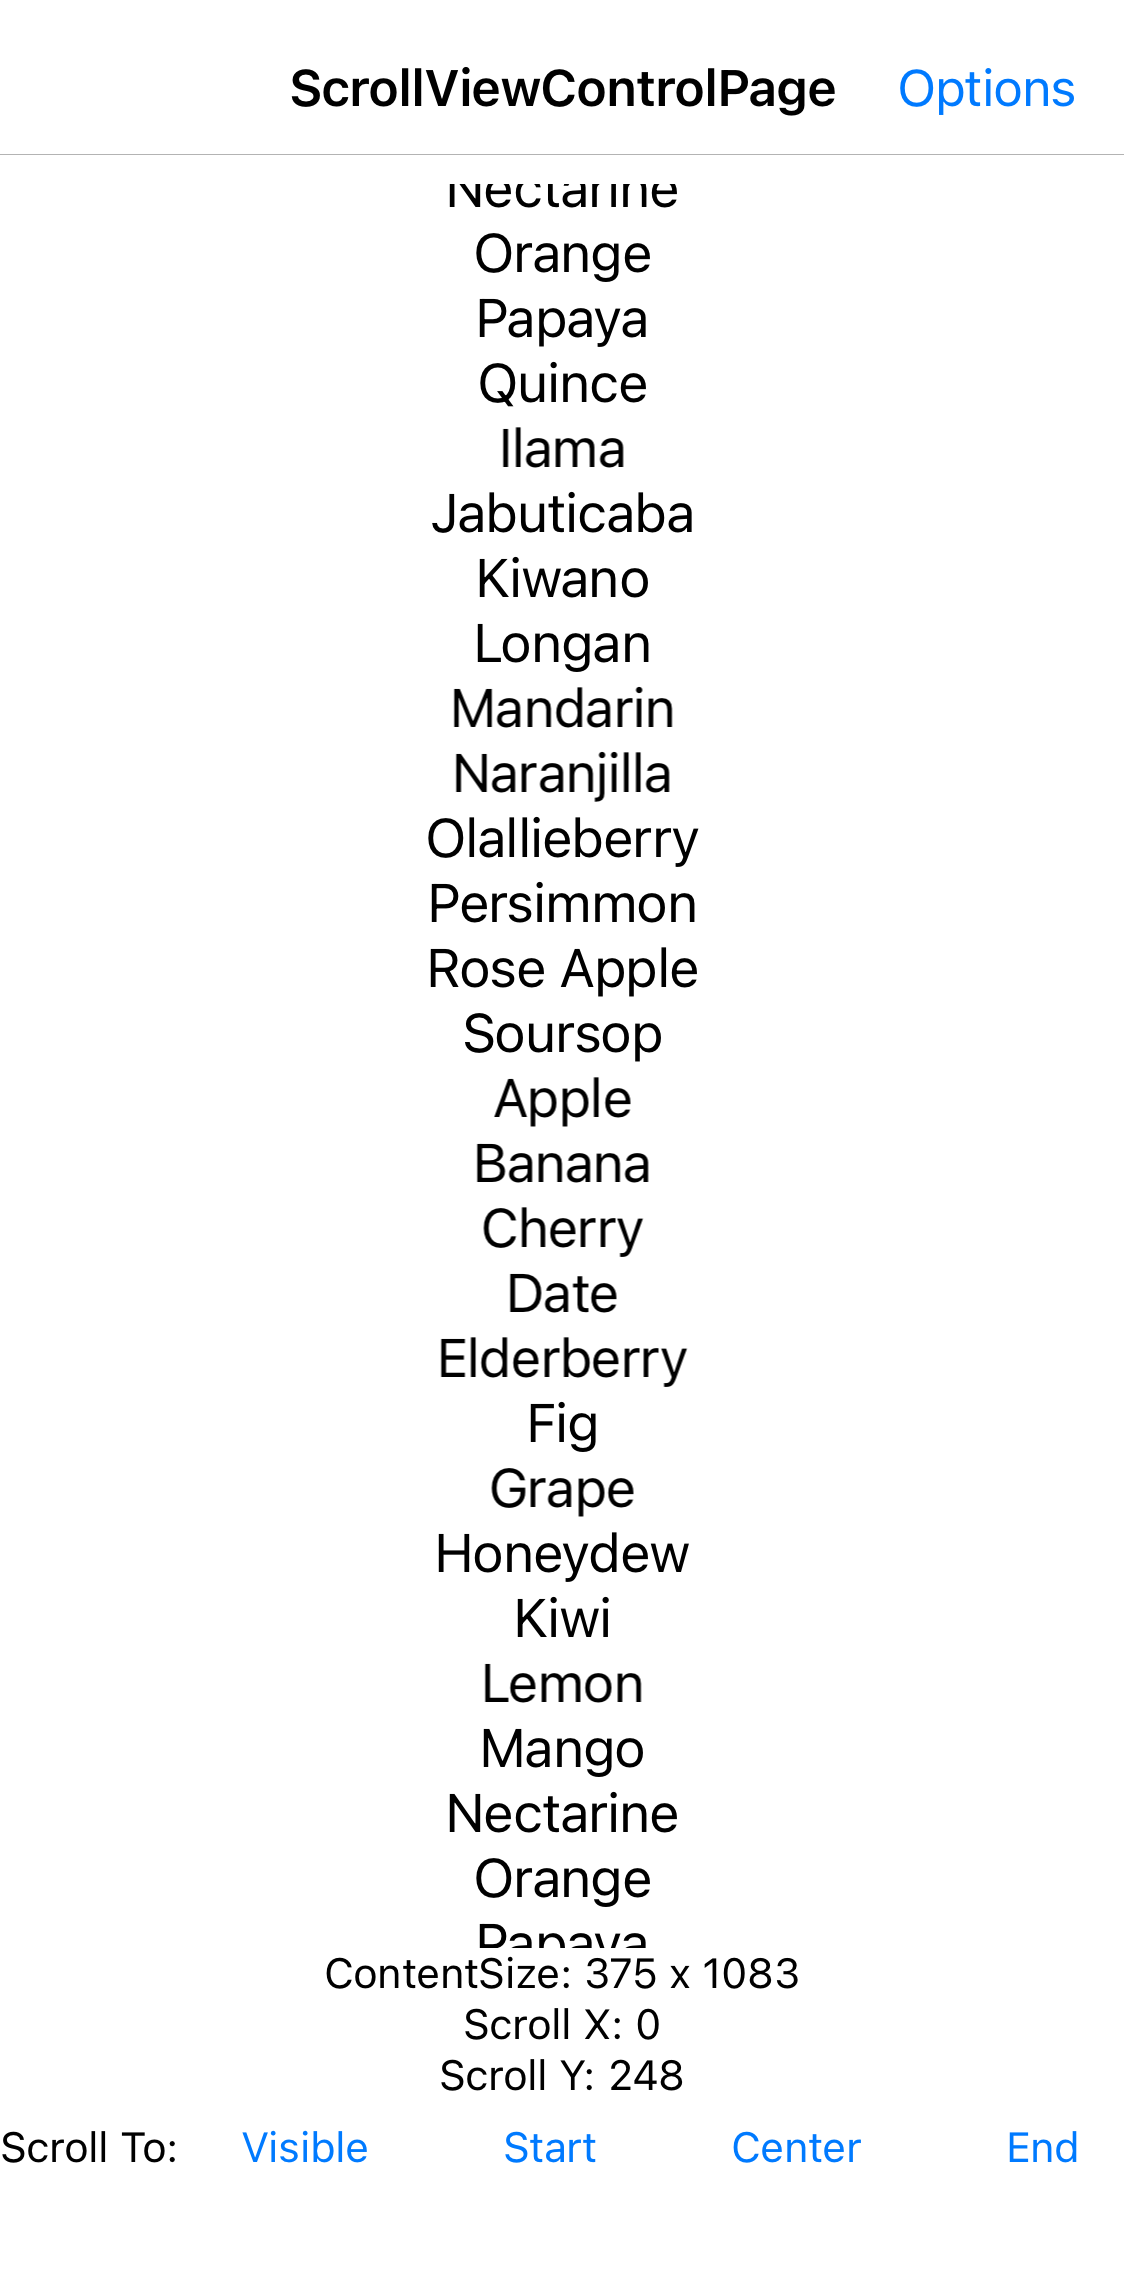 ScrollViewControlPage Options
Nectarine
Orange
Papaya
Quince
Ilama
Jabuticaba
Kiwano
Longan
Mandarin
Naranjilla
Olallieberry
Persimmon
Rose Apple
Soursop
Apple
Banana
Cherry
Date
Elderberry
Fig
Grape
Honeydew
Kiwi
Lemon
Mango
Nectarine
Orange
Papaya
ContentSize: 375 x 1083
Scroll X: 0
Scroll Y: 248
Scroll To: Visible Start Center End